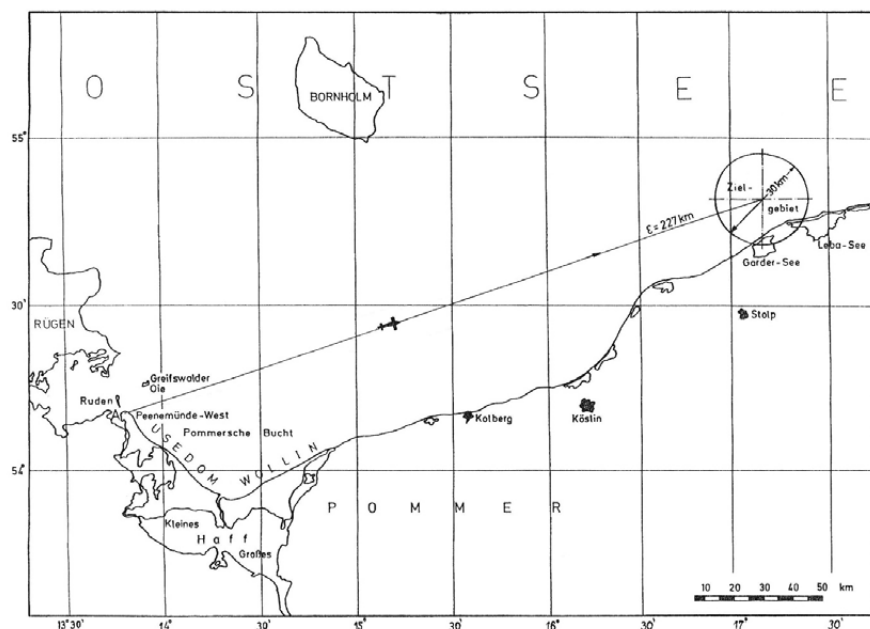 O S T S E E
BORNHOLM
55°
Ziel-
30km
gebiet
ε = 227 km
Leba-See
Garder-See
30'
RÜGEN
Stolp
Greifswalder
Oie
Ruden
A
Peenemünde-West
Kolberg
Köslin
Pommersche Bucht
USEDOM WOLLIN
54°
P O M M E R
Kleines
Haff
Großes
10 20 30 40 50 km
13°30' 14° 30' 15° 30' 16° 30' 17° 30'